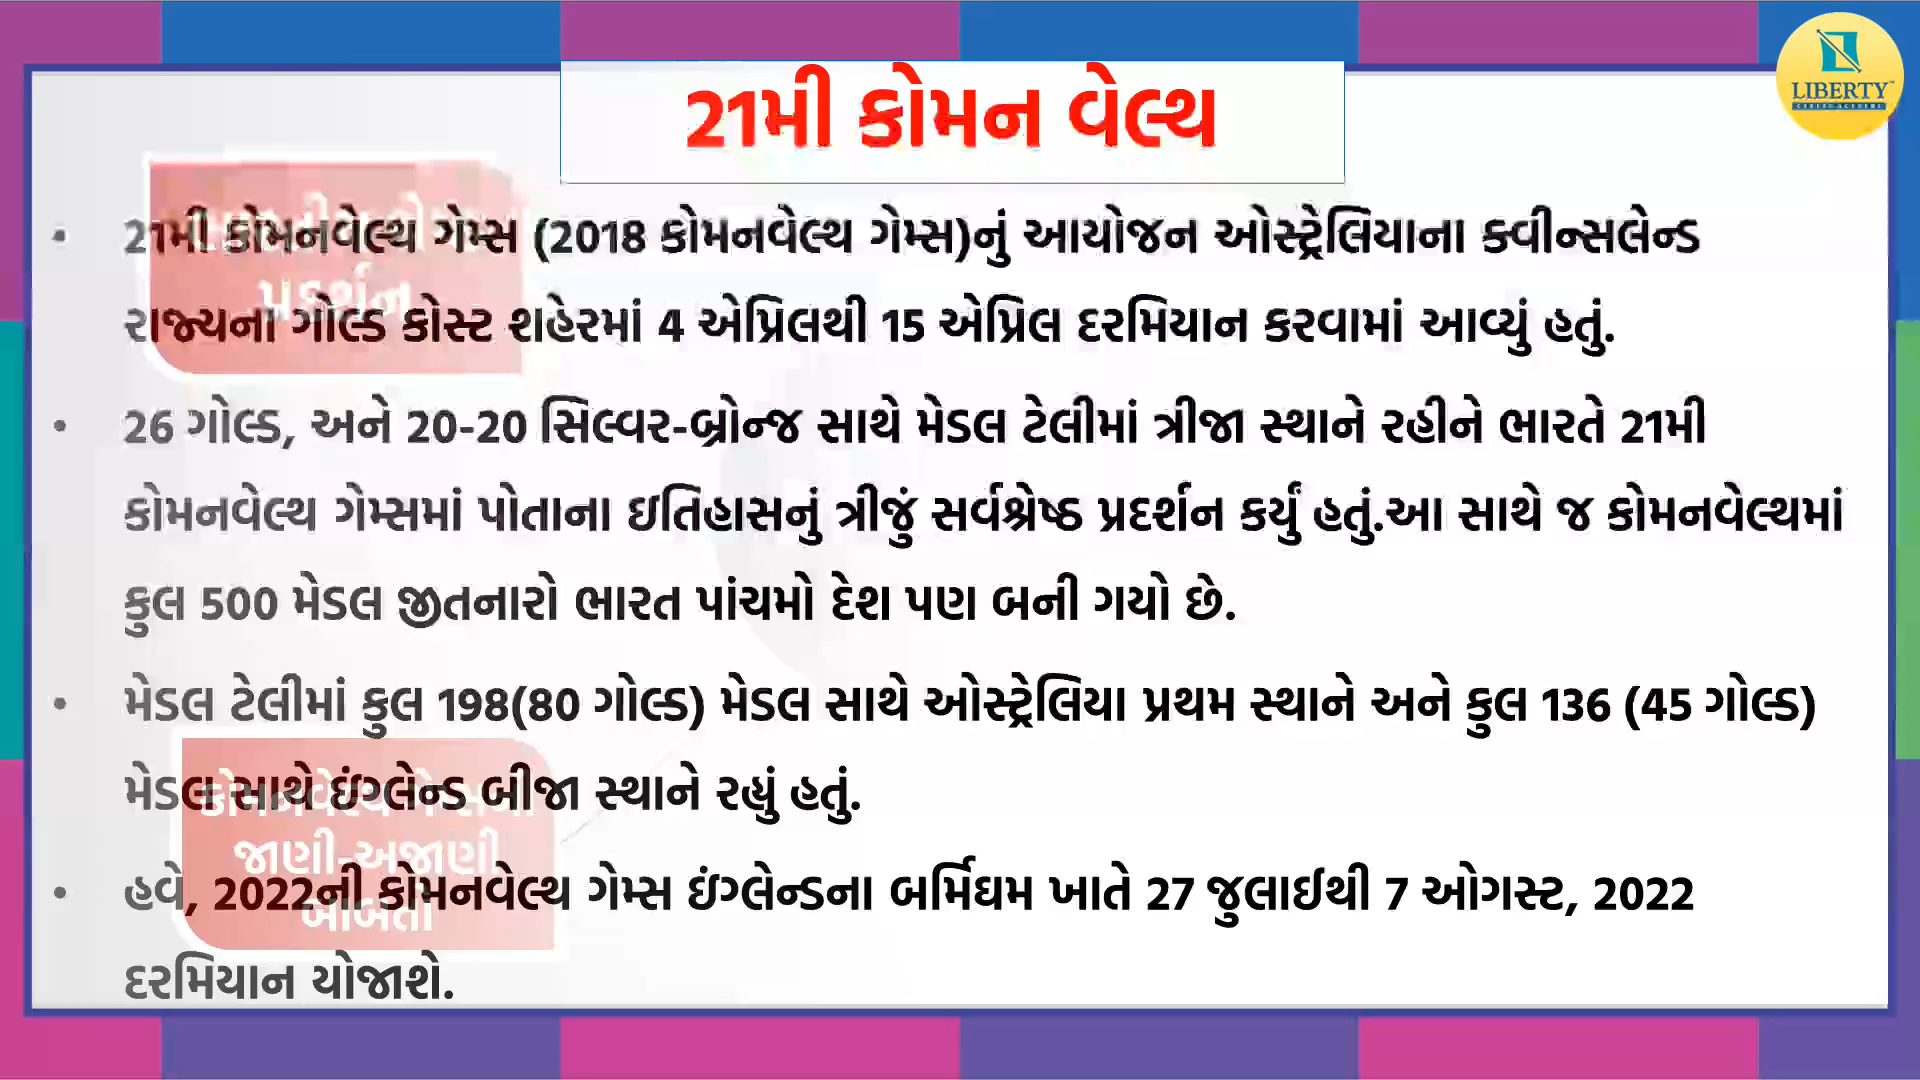 LIBERTY
21મી કોમન વેલ્થ
• 21મી કોમનવેલ્થ ગેમ્સ (2018 કોમનવેલ્થ ગેમ્સ)નું આયોજન ઓસ્ટ્રેલિયાના ક્વીન્સલેન્ડ
રાજ્યના ગોલ્ડ કોસ્ટ શહેરમાં 4 એપ્રિલથી 15 એપ્રિલ દરમિયાન કરવામાં આવ્યું હતું.
પ્રદર્શન
• 26 ગોલ્ડ, અને 20-20 સિલ્વર-બ્રોન્જ સાથે મેડલ ટેલીમાં ત્રીજા સ્થાને રહીને ભારતે 21મી
કોમનવેલ્થ ગેમ્સમાં પોતાના ઇતિહાસનું ત્રીજું સર્વશ્રેષ્ઠ પ્રદર્શન કર્યું હતું.આ સાથે જ કોમનવેલ્થમાં
કુલ 500 મેડલ જીતનારો ભારત પાંચમો દેશ પણ બની ગયો છે.
• મેડલ ટેલીમાં કુલ 198(80 ગોલ્ડ) મેડલ સાથે ઓસ્ટ્રેલિયા પ્રથમ સ્થાને અને કુલ 136 (45 ગોલ્ડ)
મેડલ સાથે ઇંગ્લેન્ડ બીજા સ્થાને રહ્યું હતું.
જાણી-અજાણી
બાબતો
• હવે, 2022ની કોમનવેલ્થ ગેમ્સ ઇંગ્લેન્ડના બર્મિંઘમ ખાતે 27 જુલાઈથી 7 ઓગસ્ટ, 2022
દરમિયાન યોજાશે.